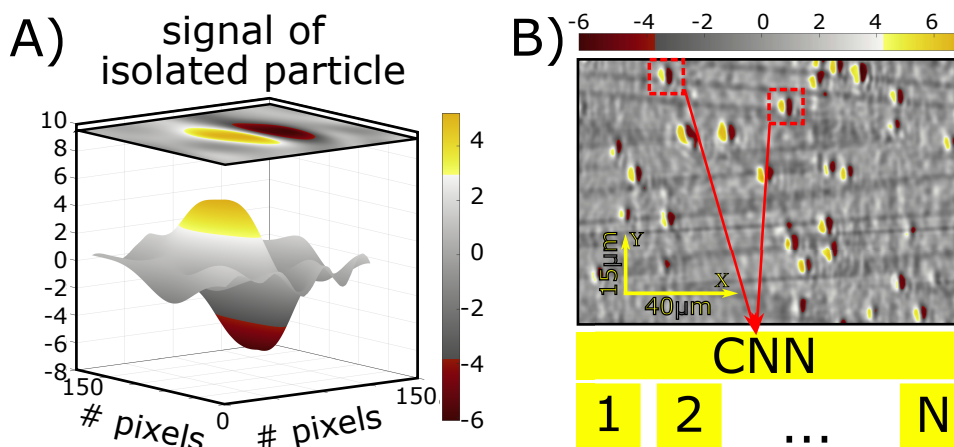 A)
signal of
isolated particle
10
8
6
4
2
0
-2
-4
-6
-8
150
# pixels
0
# pixels
150
4
2
0
-2
-4
-6
B)
-6 -4 -2 0 2 4 6
Y
15μm
X
40μm
CNN
1 2 ... N